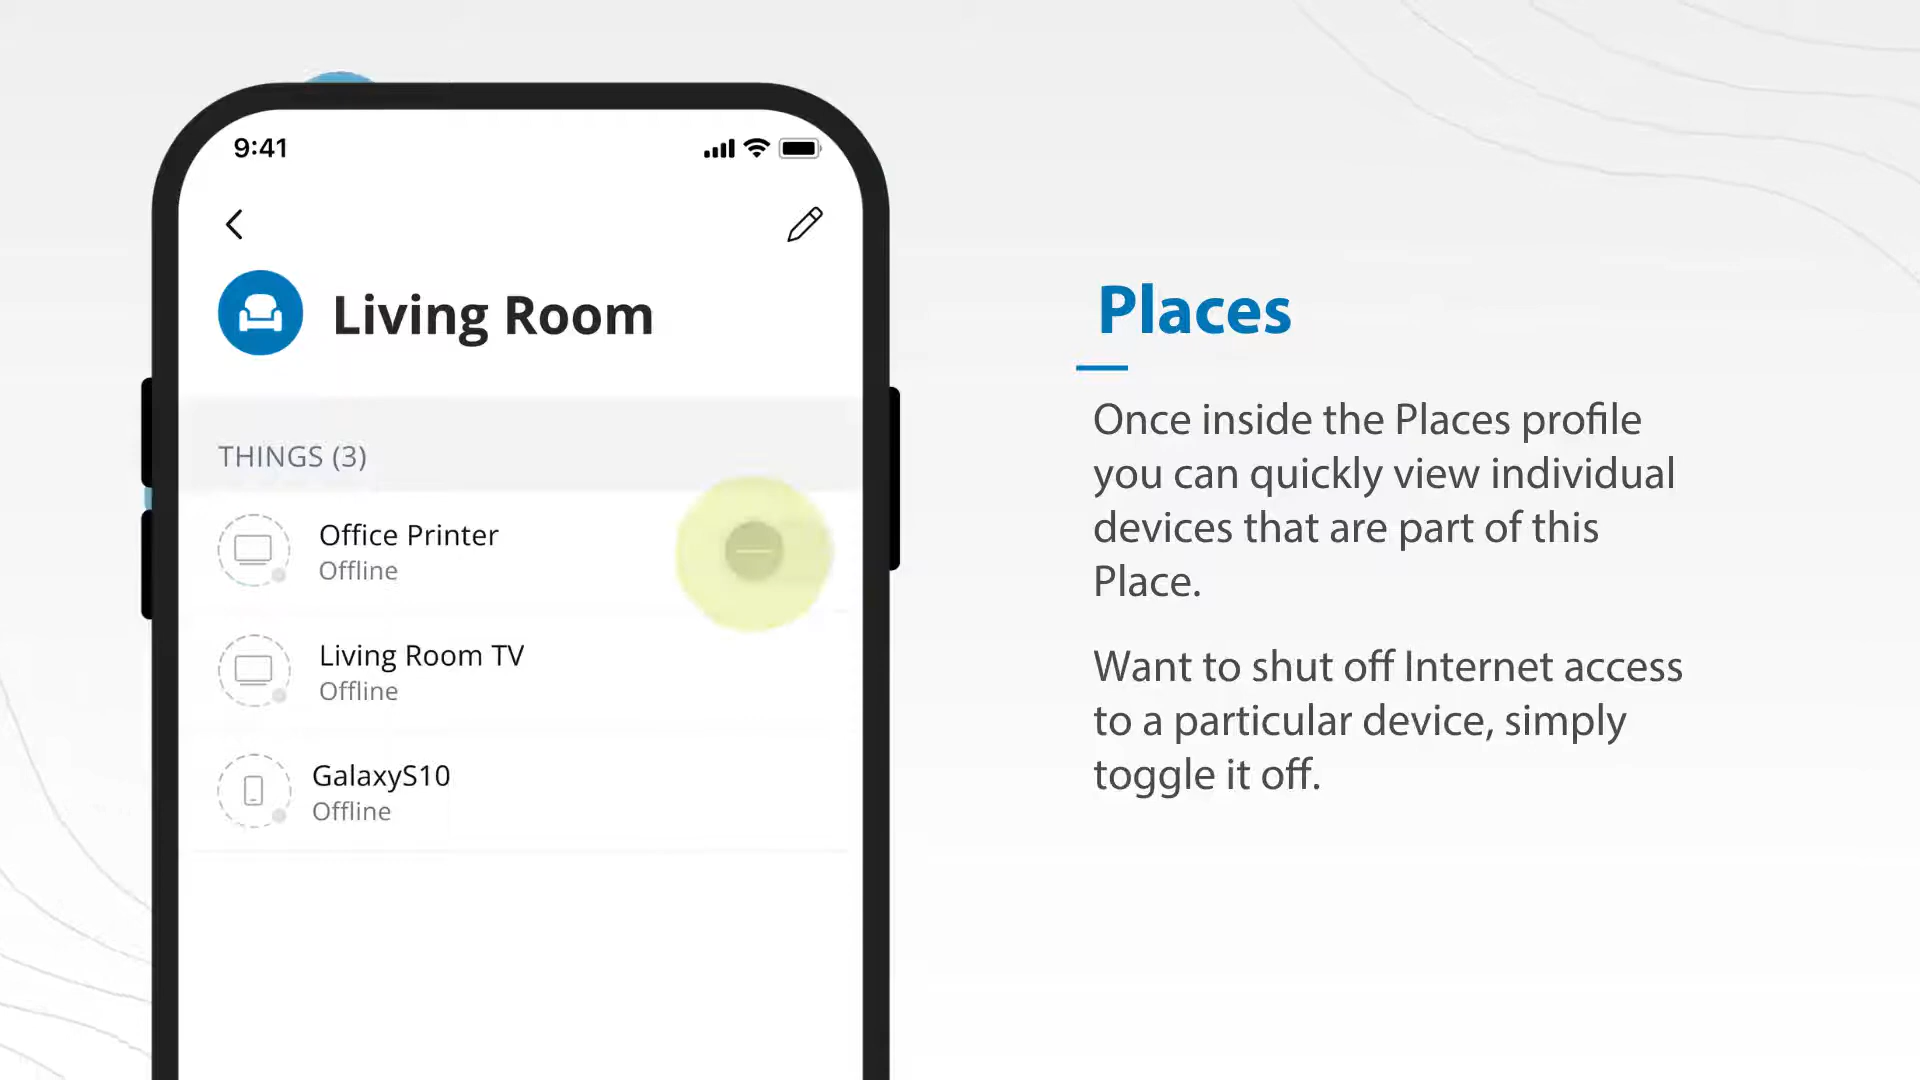 9:41
Living Room
THINGS (3)
Office Printer
Offline
Living Room TV
Offline
GalaxyS10
Offline
Places
Once inside the Places profile
you can quickly view individual
devices that are part of this
Place.
Want to shut off Internet access
to a particular device, simply
toggle it off.